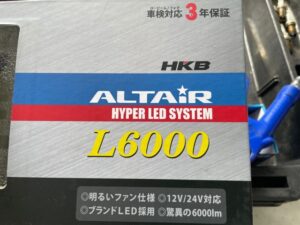 車検対応3年保証
HKB
ALTAIR
HYPER LED SYSTEM
L6000
◎明るいファン仕様 ◎12V/24V対応
◎ブランドLED採用 ◎驚異の6000lm